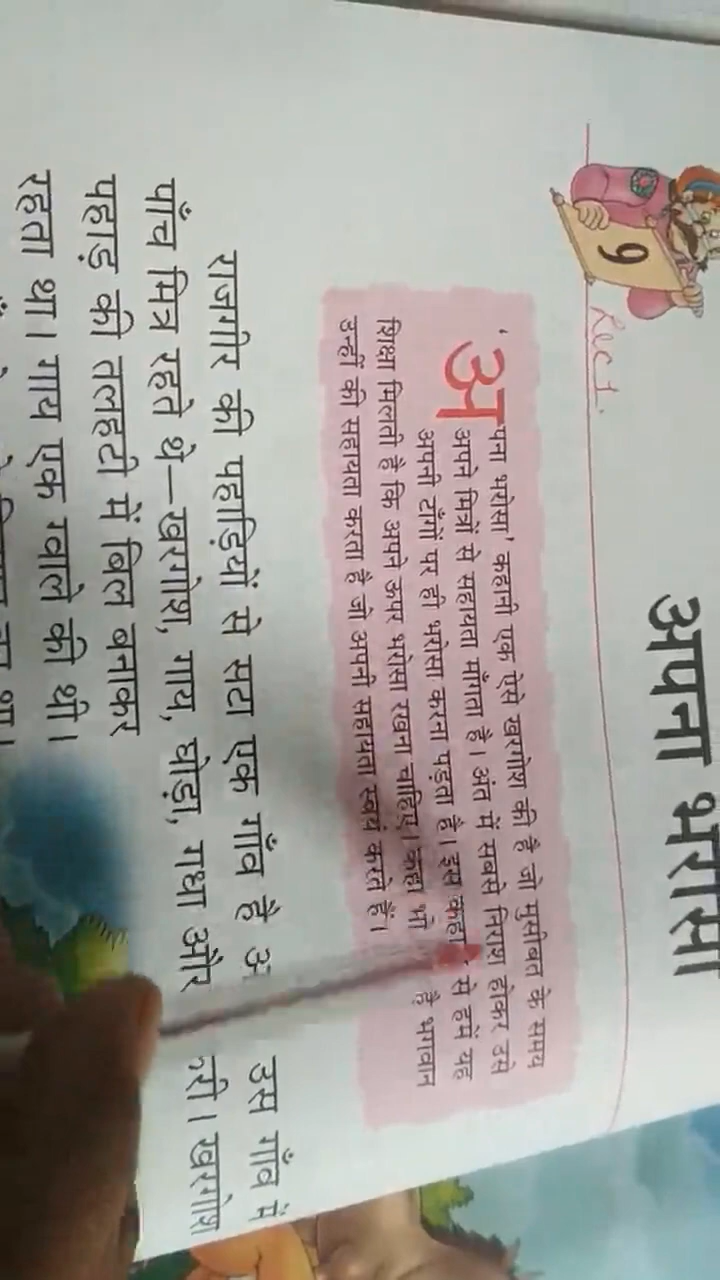 9
Lec 1.
अपना भरोसा
'अपना भरोसा' कहानी एक ऐसे खरगोश की है जो मुसीबत के समय
अपने मित्रों से सहायता माँगता है। अंत में सबसे निराश होकर उसे
अपनी टाँगों पर ही भरोसा करना पड़ता है। इस से हमें यह
शिक्षा मिलती है कि अपने ऊपर भरोसा रखना चाहिए। कहा भी है भगवान
उन्हीं की सहायता करता है जो अपनी सहायता स्वयं करते हैं।
राजगीर की पहाड़ियों से सटा एक गाँव है उस गाँव में
पाँच मित्र रहते थे—खरगोश, गाय, घोड़ा, गधा और खरगोश
पहाड़ की तलहटी में बिल बनाकर
रहता था। गाय एक ग्वाले की थी।